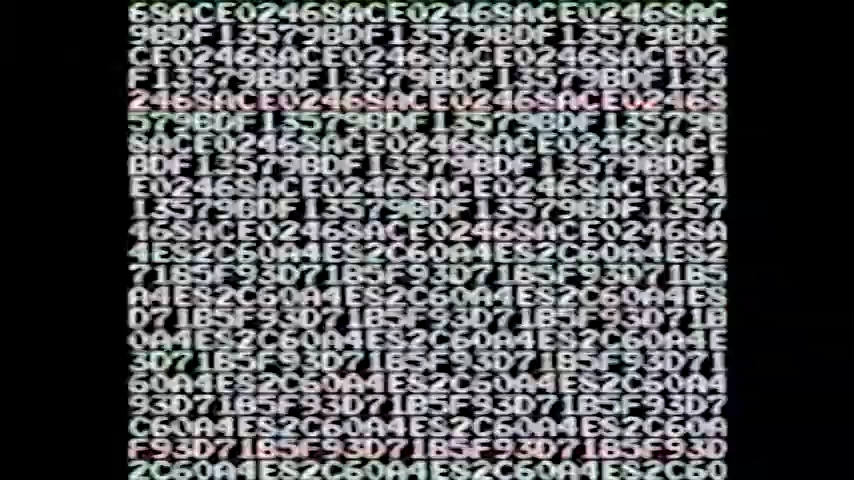 68ACE02468ACE02468ACE02468AC
9BDF13579BDF13579BDF13579BDF
CE02468ACE02468ACE02468ACE02
F13579BDF13579BDF13579BDF135
2468ACE02468ACE02468ACE02468
579BDF13579BDF13579BDF13579B
8ACE02468ACE02468ACE02468ACE
BDF13579BDF13579BDF13579BDF1
E02468ACE02468ACE02468ACE024
13579BDF13579BDF13579BDF1357
468ACE02468ACE02468ACE02468A
4E82C60A4E82C60A4E82C60A4E82
71B5F93D71B5F93D71B5F93D71B5
A4E82C60A4E82C60A4E82C60A4E8
D71B5F93D71B5F93D71B5F93D71B
0A4E82C60A4E82C60A4E82C60A4E
3D71B5F93D71B5F93D71B5F93D71
60A4E82C60A4E82C60A4E82C60A4
93D71B5F93D71B5F93D71B5F93D7
C60A4E82C60A4E82C60A4E82C60A
F93D71B5F93D71B5F93D71B5F93D
2C60A4E82C60A4E82C60A4E82C60